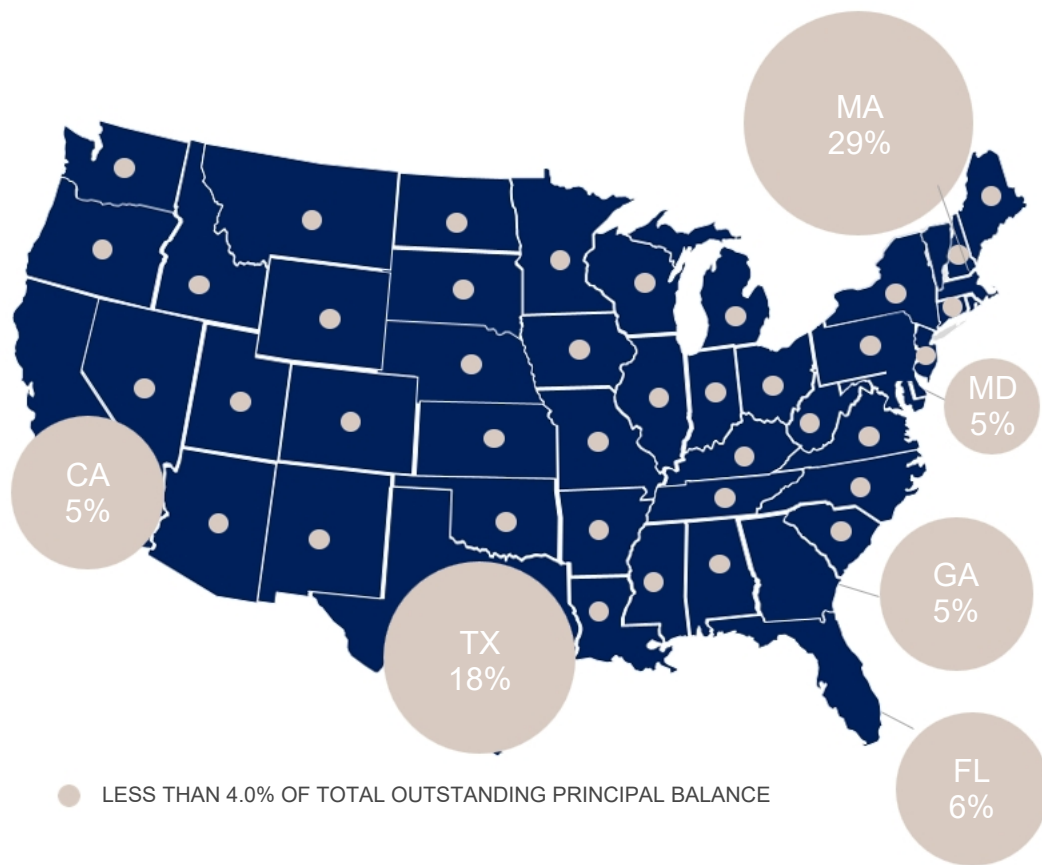 MA
29%
MD
5%
CA
5%
GA
5%
TX
18%
FL
6%
LESS THAN 4.0% OF TOTAL OUTSTANDING PRINCIPAL BALANCE